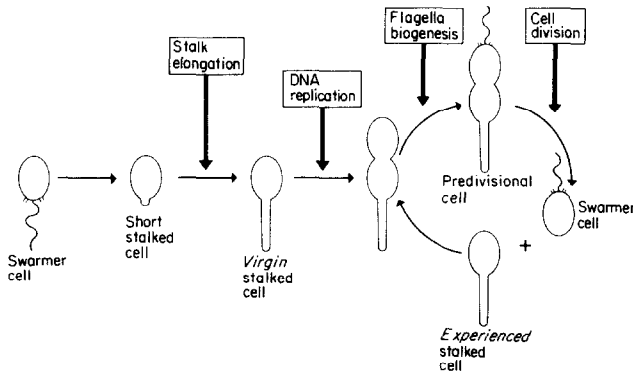 Stalk
elongation
DNA
replication
Flagella
biogenesis
Cell
division
Swarmer
cell
Short
stalked
cell
Virgin
stalked
cell
Predivisional
cell
Swarmer
cell
+
Experienced
stalked
cell